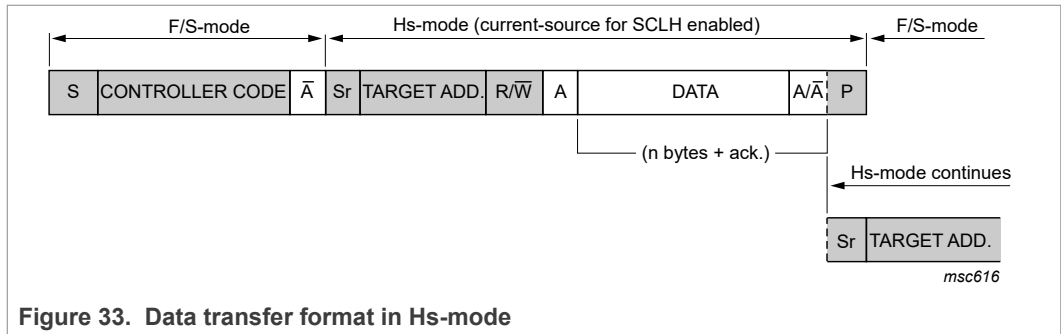 F/S-mode Hs-mode (current-source for SCLH enabled) F/S-mode
S CONTROLLER CODE A̅ Sr TARGET ADD. R/W̅ A DATA A/A̅ P
(n bytes + ack.)
Hs-mode continues
Sr TARGET ADD.
msc616
Figure 33. Data transfer format in Hs-mode